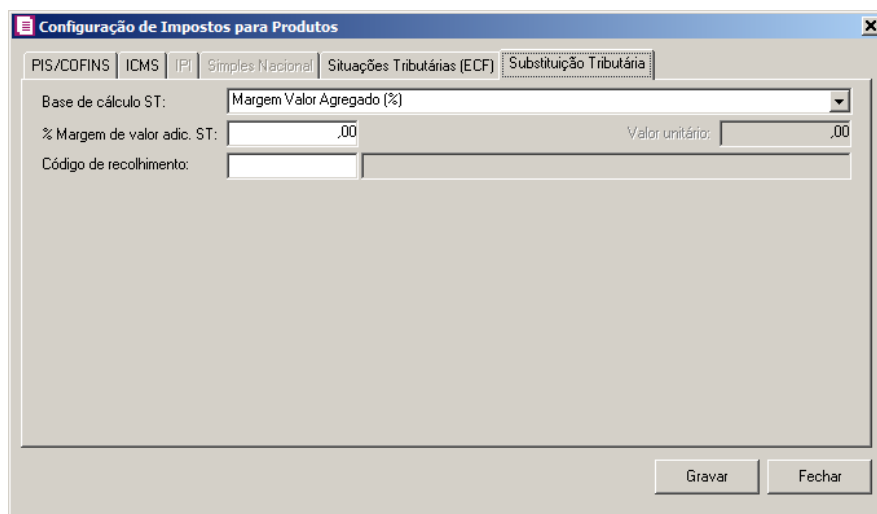 Configuração de Impostos para Produtos
PIS/COFINS ICMS IPI Simples Nacional Situações Tributárias (ECF) Substituição Tributária
Base de cálculo ST: Margem Valor Agregado (%)
% Margem de valor adic. ST: ,00 Valor unitário: ,00
Código de recolhimento:
Gravar Fechar